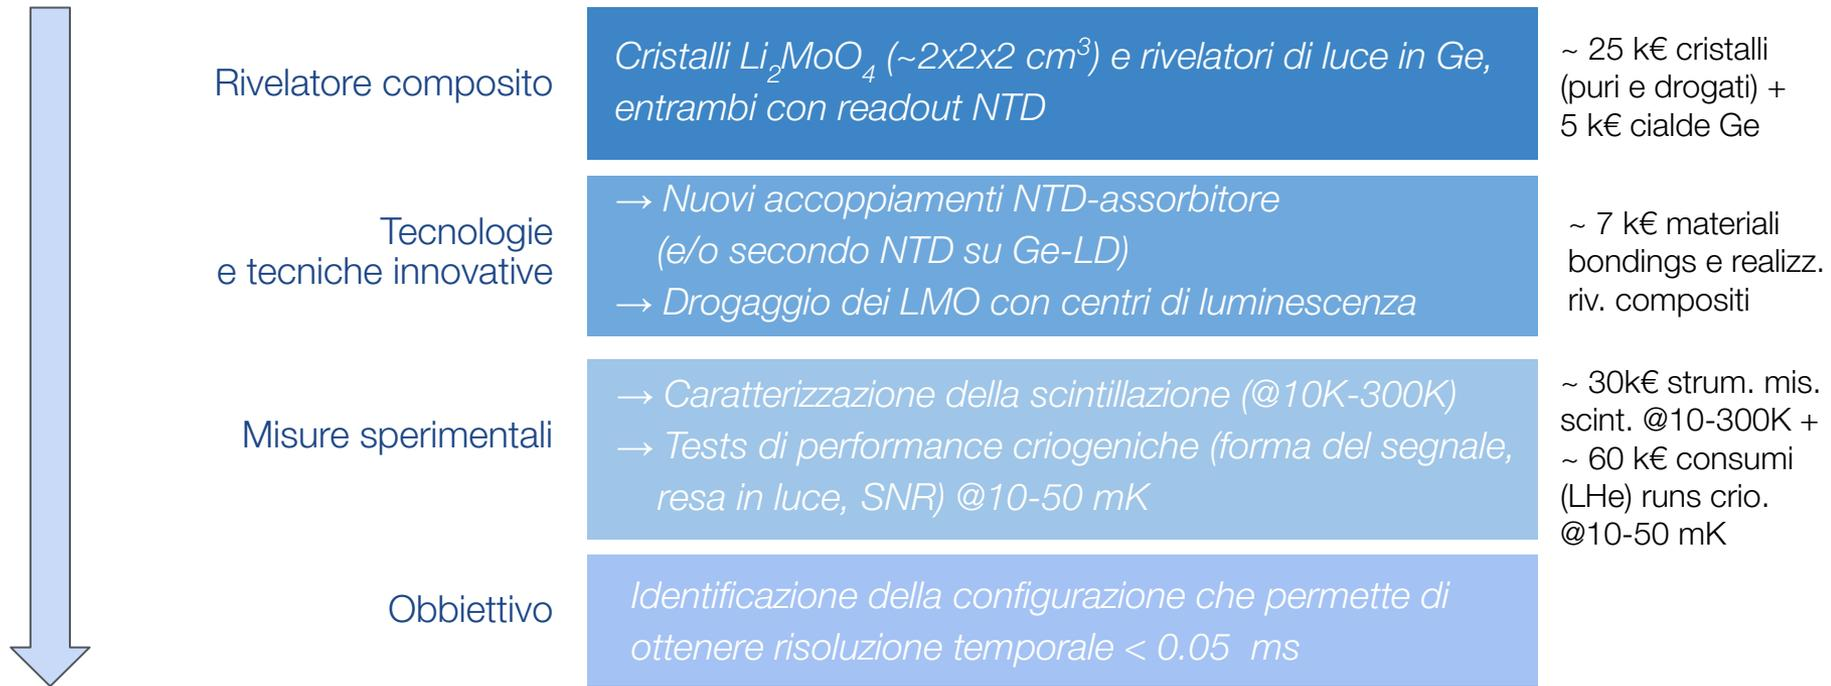 Rivelatore composito
Cristalli Li₂MoO₄ (~2x2x2 cm³) e rivelatori di luce in Ge,
entrambi con readout NTD
~ 25 k€ cristalli
(puri e drogati) +
5 k€ cialde Ge
Tecnologie
e tecniche innovative
→ Nuovi accoppiamenti NTD-assorbitore
(e/o secondo NTD su Ge-LD)
→ Drogaggio dei LMO con centri di luminescenza
~ 7 k€ materiali
bondings e realizz.
riv. compositi
Misure sperimentali
→ Caratterizzazione della scintillazione (@10K-300K)
→ Tests di performance criogeniche (forma del segnale,
resa in luce, SNR) @10-50 mK
~ 30k€ strum. mis.
scint. @10-300K +
~ 60 k€ consumi
(LHe) runs crio.
@10-50 mK
Obbiettivo
Identificazione della configurazione che permette di
ottenere risoluzione temporale < 0.05 ms